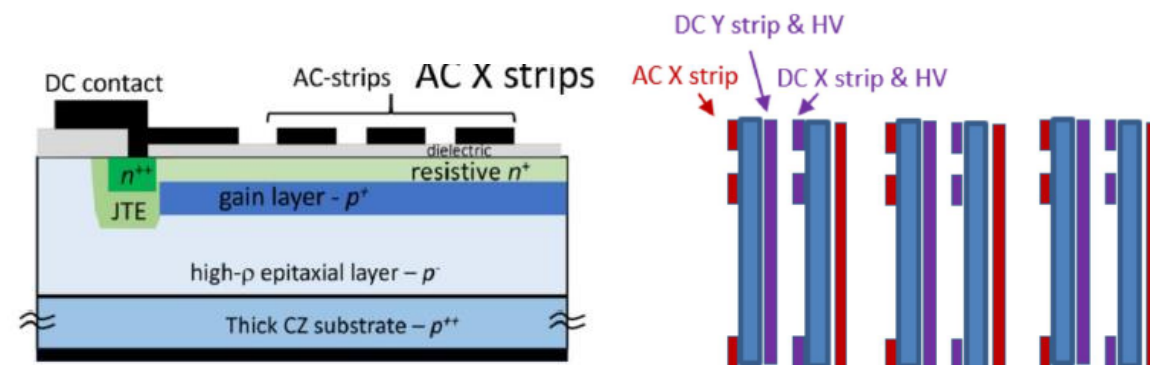 DC contact
AC-strips
AC X strips
dielectric
n++
resistive n+
gain layer - p+
JTE
high-ρ epitaxial layer – p-
Thick CZ substrate – p++
DC Y strip & HV
AC X strip
DC X strip & HV